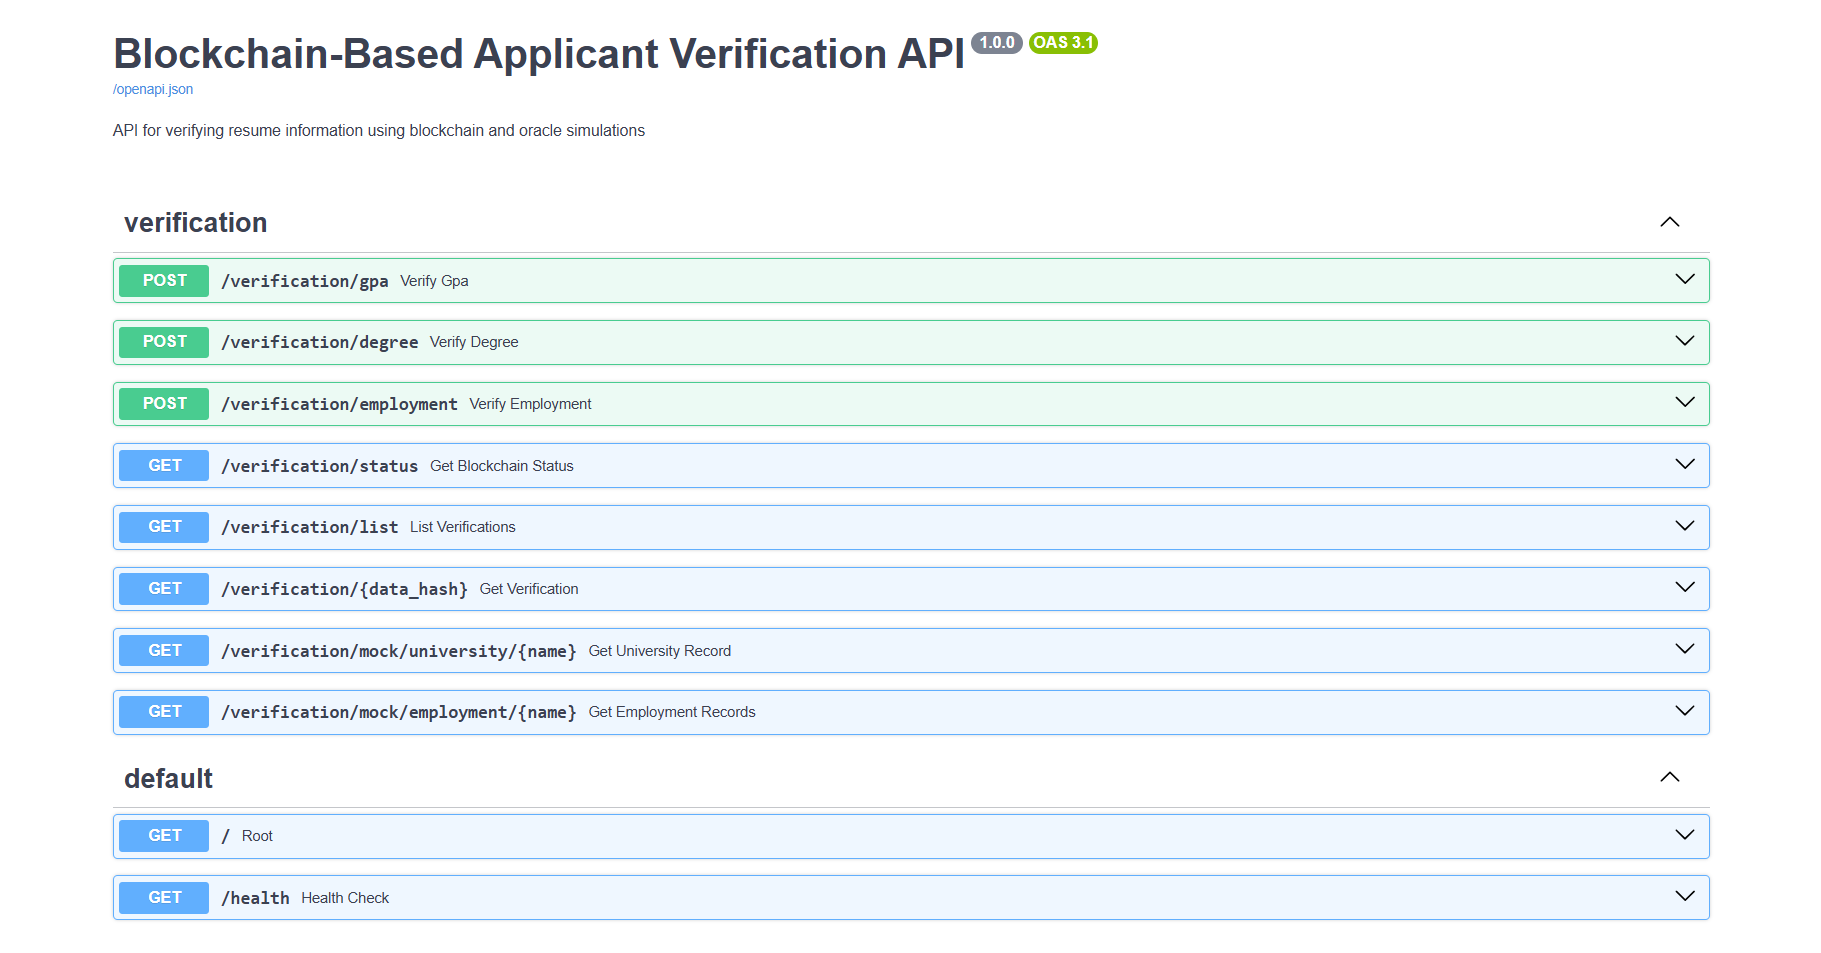 Blockchain-Based Applicant Verification API 1.0.0 OAS 3.1
/openapi.json
API for verifying resume information using blockchain and oracle simulations
verification
POST /verification/gpa Verify Gpa
POST /verification/degree Verify Degree
POST /verification/employment Verify Employment
GET /verification/status Get Blockchain Status
GET /verification/list List Verifications
GET /verification/{data_hash} Get Verification
GET /verification/mock/university/{name} Get University Record
GET /verification/mock/employment/{name} Get Employment Records
default
GET / Root
GET /health Health Check